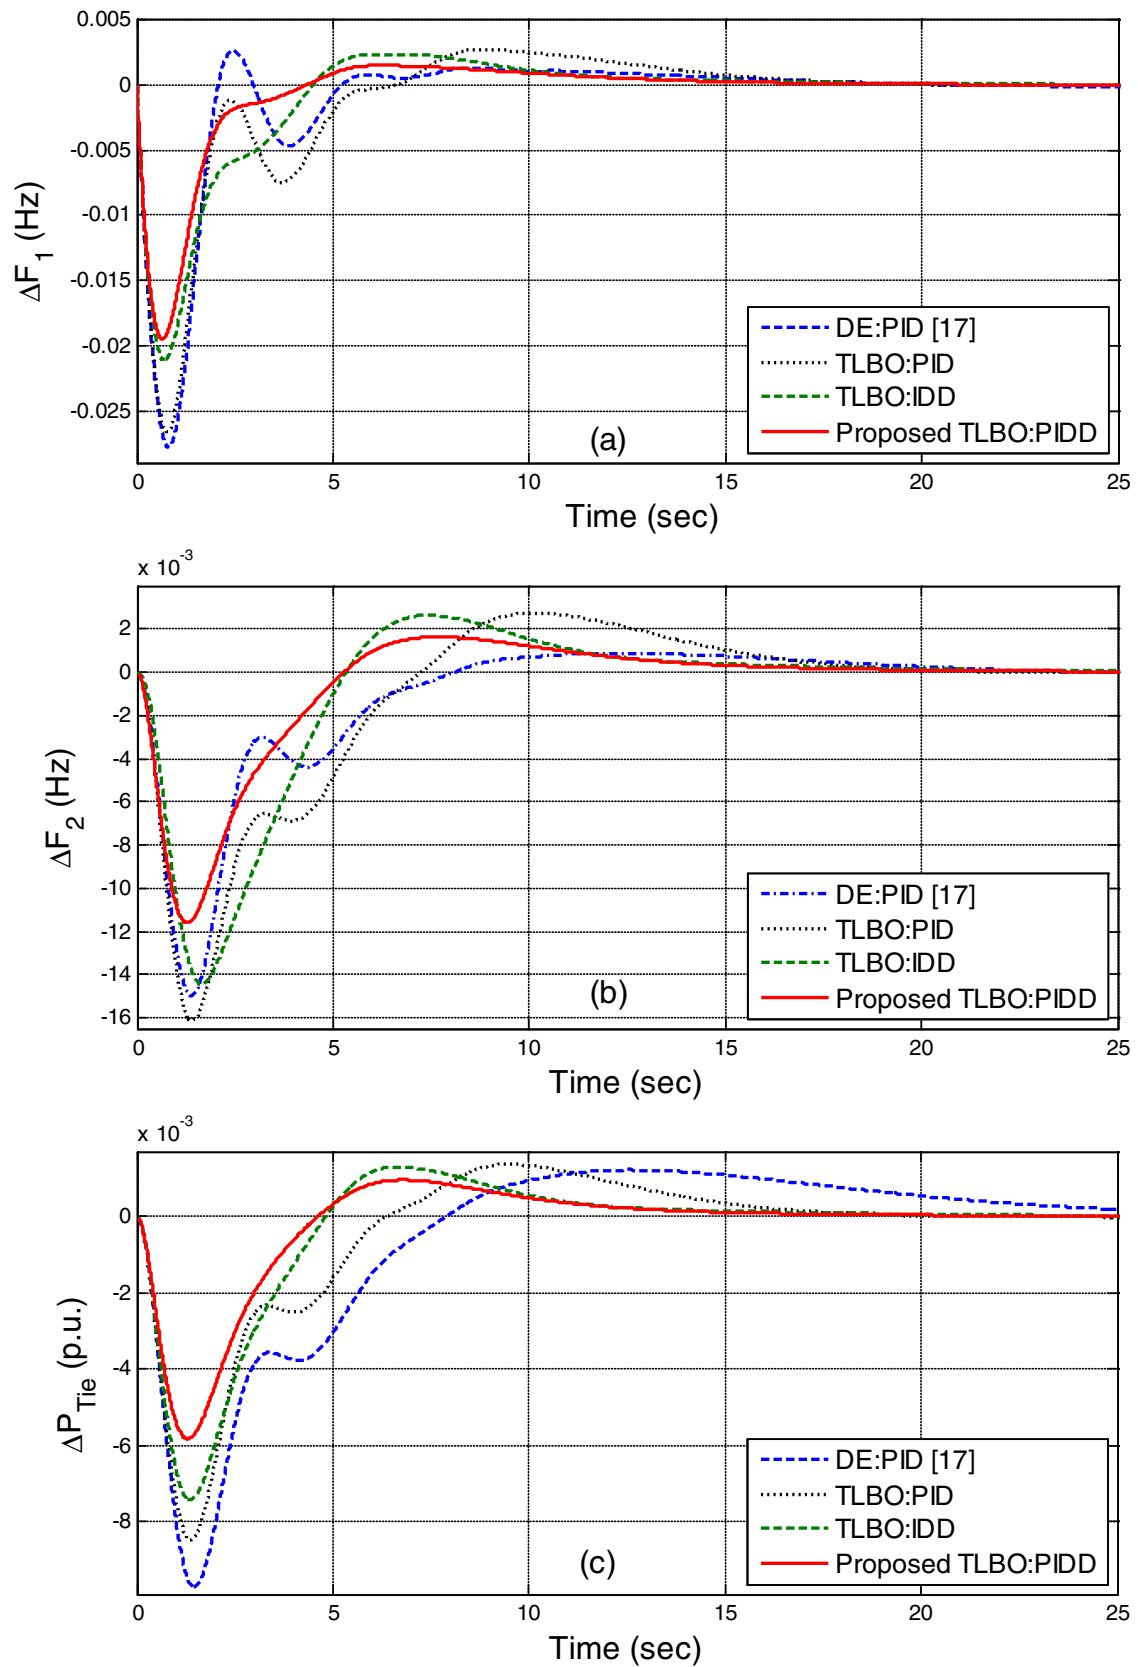 0.005
0
-0.005
-0.01
-0.015
-0.02
-0.025
ΔF1 (Hz)
DE:PID [17]
TLBO:PID
TLBO:IDD
Proposed TLBO:PIDD
(a)
0 5 10 15 20 25
Time (sec)
x 10-3
2
0
-2
-4
-6
-8
-10
-12
-14
-16
ΔF2 (Hz)
DE:PID [17]
TLBO:PID
TLBO:IDD
Proposed TLBO:PIDD
(b)
0 5 10 15 20 25
Time (sec)
x 10-3
0
-2
-4
-6
-8
ΔPTie (p.u.)
DE:PID [17]
TLBO:PID
TLBO:IDD
Proposed TLBO:PIDD
(c)
0 5 10 15 20 25
Time (sec)